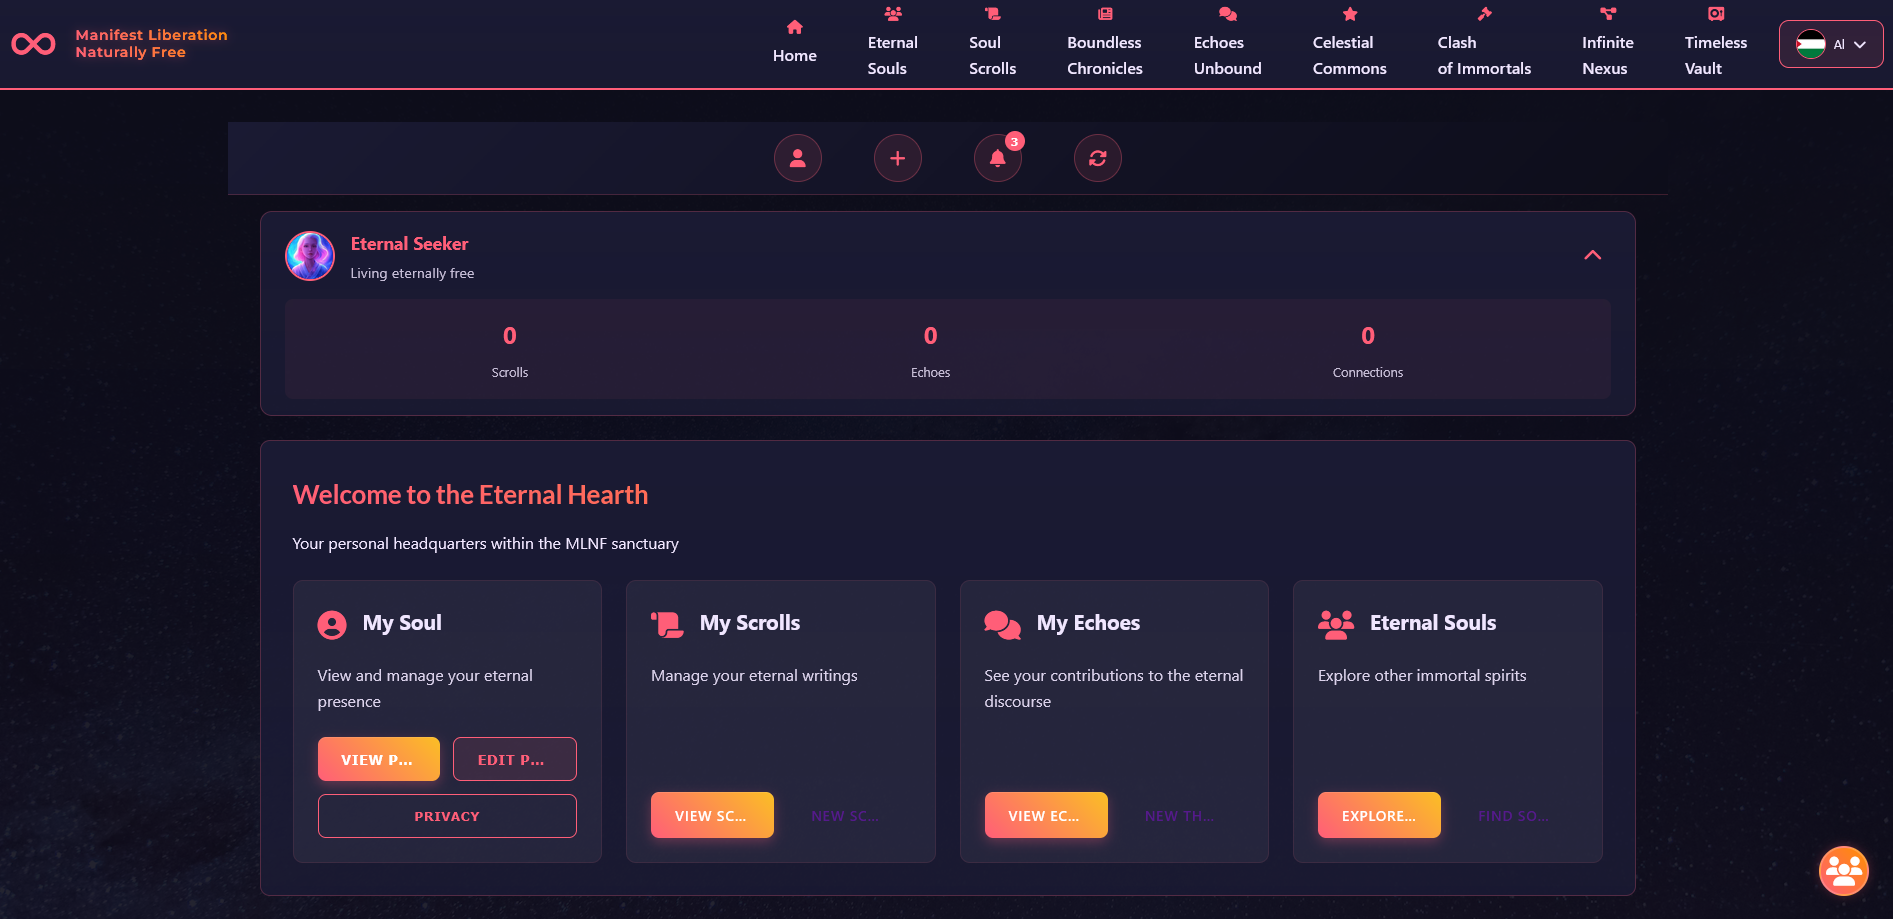 Manifest Liberation
Naturally Free
Home
Eternal
Souls
Soul
Scrolls
Boundless
Chronicles
Echoes
Unbound
Celestial
Commons
Clash
of Immortals
Infinite
Nexus
Timeless
Vault
Al
3
Eternal Seeker
Living eternally free
0
Scrolls
0
Echoes
0
Connections
Welcome to the Eternal Hearth
Your personal headquarters within the MLNF sanctuary
My Soul
View and manage your eternal
presence
VIEW P...
EDIT P...
PRIVACY
My Scrolls
Manage your eternal writings
VIEW SC...
NEW SC...
My Echoes
See your contributions to the eternal
discourse
VIEW EC...
NEW TH...
Eternal Souls
Explore other immortal spirits
EXPLORE...
FIND SO...